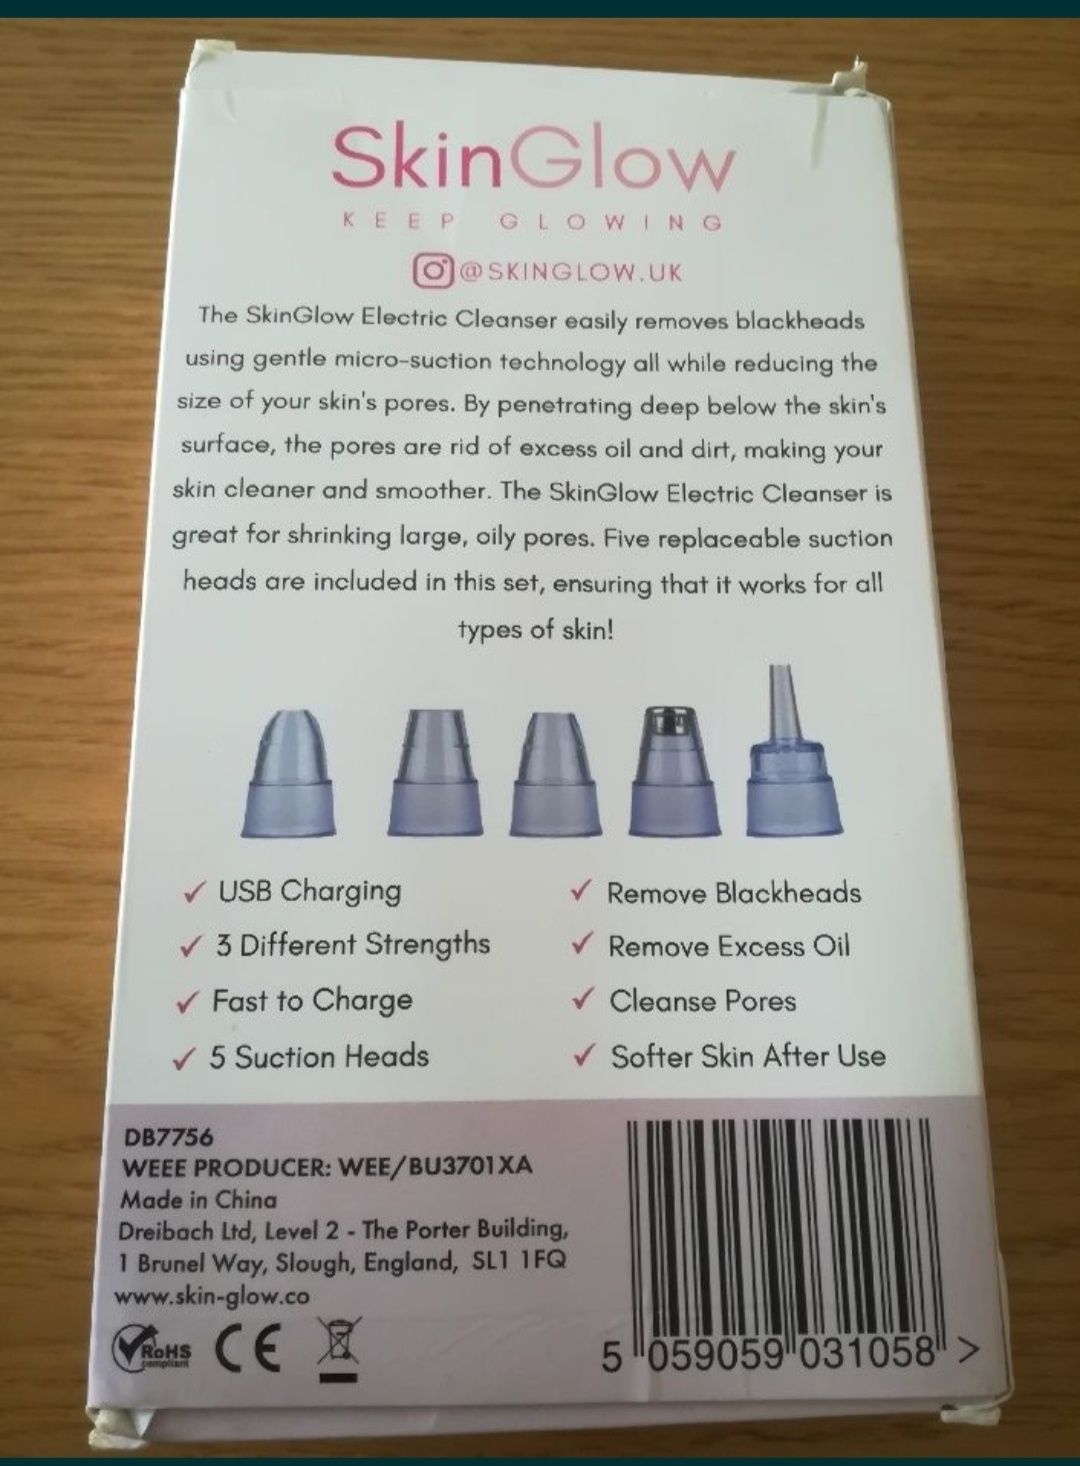 SkinGlow
KEEP GLOWING
@SKINGLOW.UK
The SkinGlow Electric Cleanser easily removes blackheads
using gentle micro-suction technology all while reducing the
size of your skin's pores. By penetrating deep below the skin's
surface, the pores are rid of excess oil and dirt, making your
skin cleaner and smoother. The SkinGlow Electric Cleanser is
great for shrinking large, oily pores. Five replaceable suction
heads are included in this set, ensuring that it works for all
types of skin!
✓ USB Charging
✓ 3 Different Strengths
✓ Fast to Charge
✓ 5 Suction Heads
✓ Remove Blackheads
✓ Remove Excess Oil
✓ Cleanse Pores
✓ Softer Skin After Use
DB7756
WEEE PRODUCER: WEE/BU3701XA
Made in China
Dreibach Ltd, Level 2 - The Porter Building,
1 Brunel Way, Slough, England, SL1 1FQ
www.skin-glow.co
RoHS
compliant
CE
5 059059 031058 >